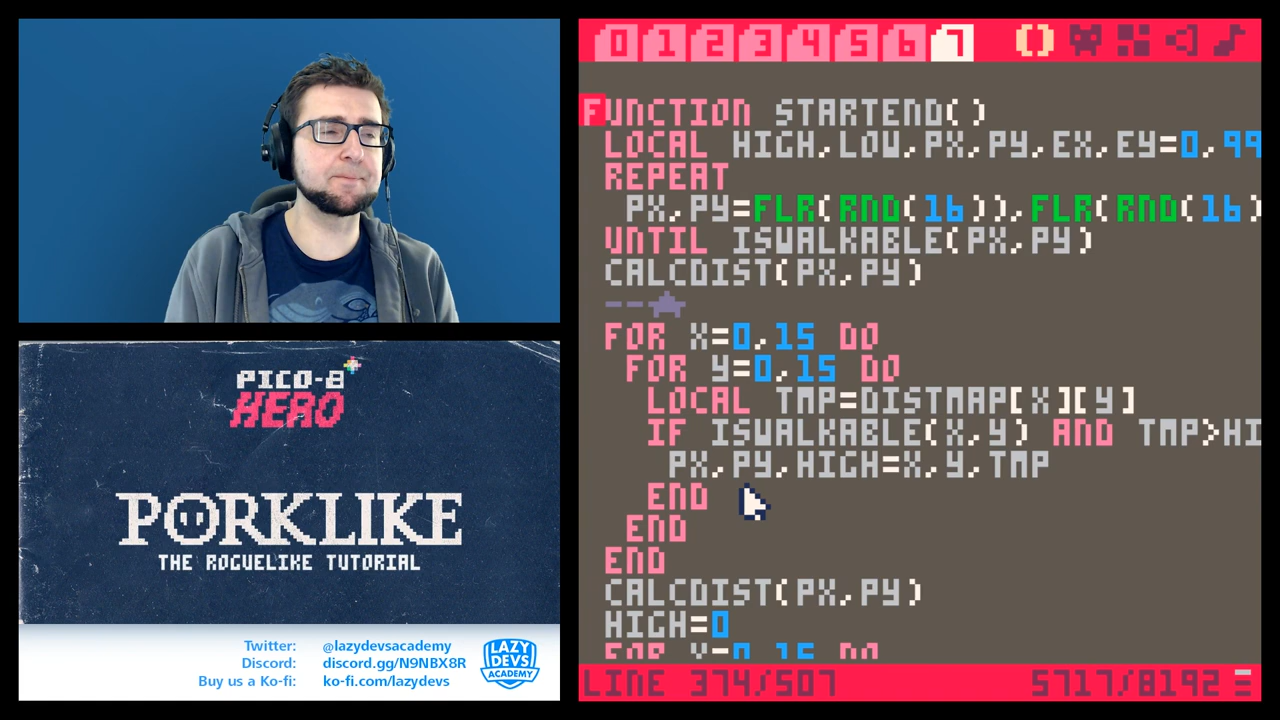 0 1 2 3 4 5 6 7
FUNCTION STARTEND()
LOCAL HIGH,LOW,PX,PY,EX,EY=0,99
REPEAT
PX,PY=FLR(RND(16)),FLR(RND(16)
UNTIL ISWALKABLE(PX,PY)
CALCDIST(PX,PY)
--
FOR X=0,15 DO
FOR Y=0,15 DO
LOCAL TMP=DISTMAP[X][Y]
IF ISWALKABLE(X,Y) AND TMP>HI
PX,PY,HIGH=X,Y,TMP
END
END
END
CALCDIST(PX,PY)
HIGH=0
FOR X=0,15 DO
LINE 374/507 5717/8192
PICO-8
HERO
PORKLIKE
THE ROGUELIKE TUTORIAL
Twitter: @lazydevsacademy
Discord: discord.gg/N9NBX8R
Buy us a Ko-fi: ko-fi.com/lazydevs
LAZY
DEVS
ACADEMY